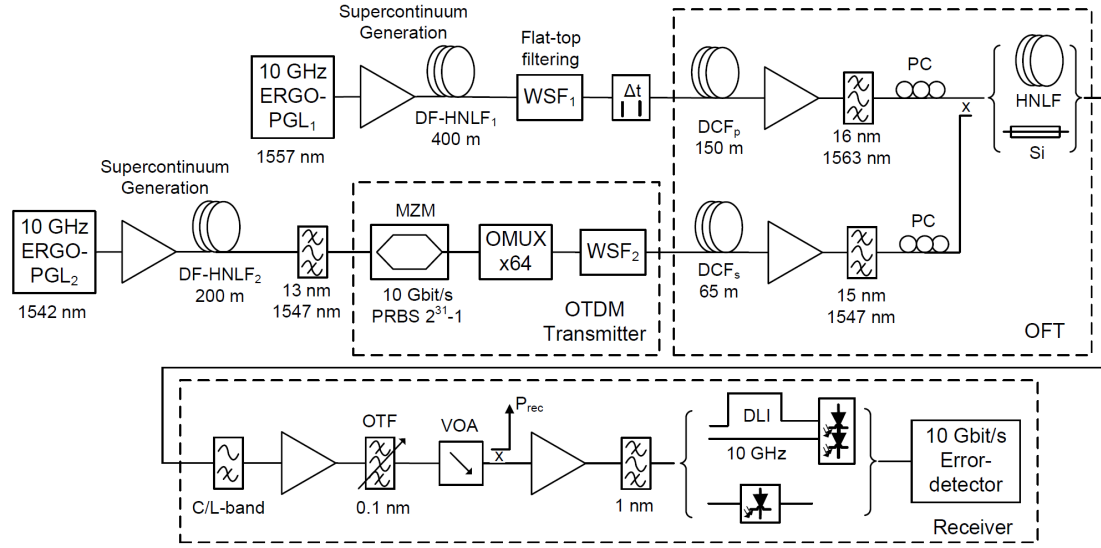 Supercontinuum
Generation
10 GHz
ERGO-
PGL1
1557 nm
DF-HNLF1
400 m
Flat-top
filtering
WSF1
Δt
DCFp
150 m
16 nm
1563 nm
PC
x
HNLF
Si
Supercontinuum
Generation
10 GHz
ERGO-
PGL2
1542 nm
DF-HNLF2
200 m
13 nm
1547 nm
MZM
10 Gbit/s
PRBS 2^31-1
OMUX
x64
WSF2
OTDM
Transmitter
DCFs
65 m
15 nm
1547 nm
PC
OFT
C/L-band
OTF
0.1 nm
VOA
x
Prec
1 nm
DLI
10 GHz
10 Gbit/s
Error-
detector
Receiver